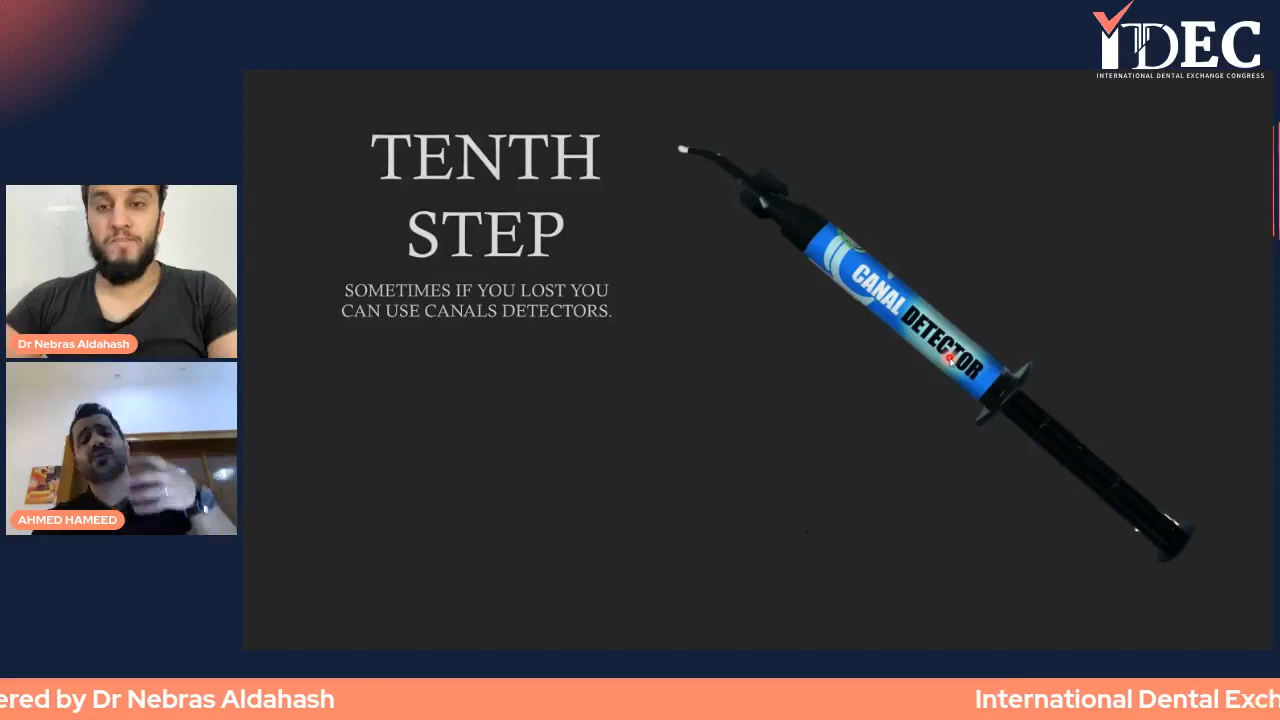 IDEC
INTERNATIONAL DENTAL EXCHANGE CONGRESS
TENTH
STEP
SOMETIMES IF YOU LOST YOU
CAN USE CANALS DETECTORS.
CANAL DETECTOR
Dr Nebras Aldahash
AHMED HAMEED
ered by Dr Nebras Aldahash
International Dental Exch